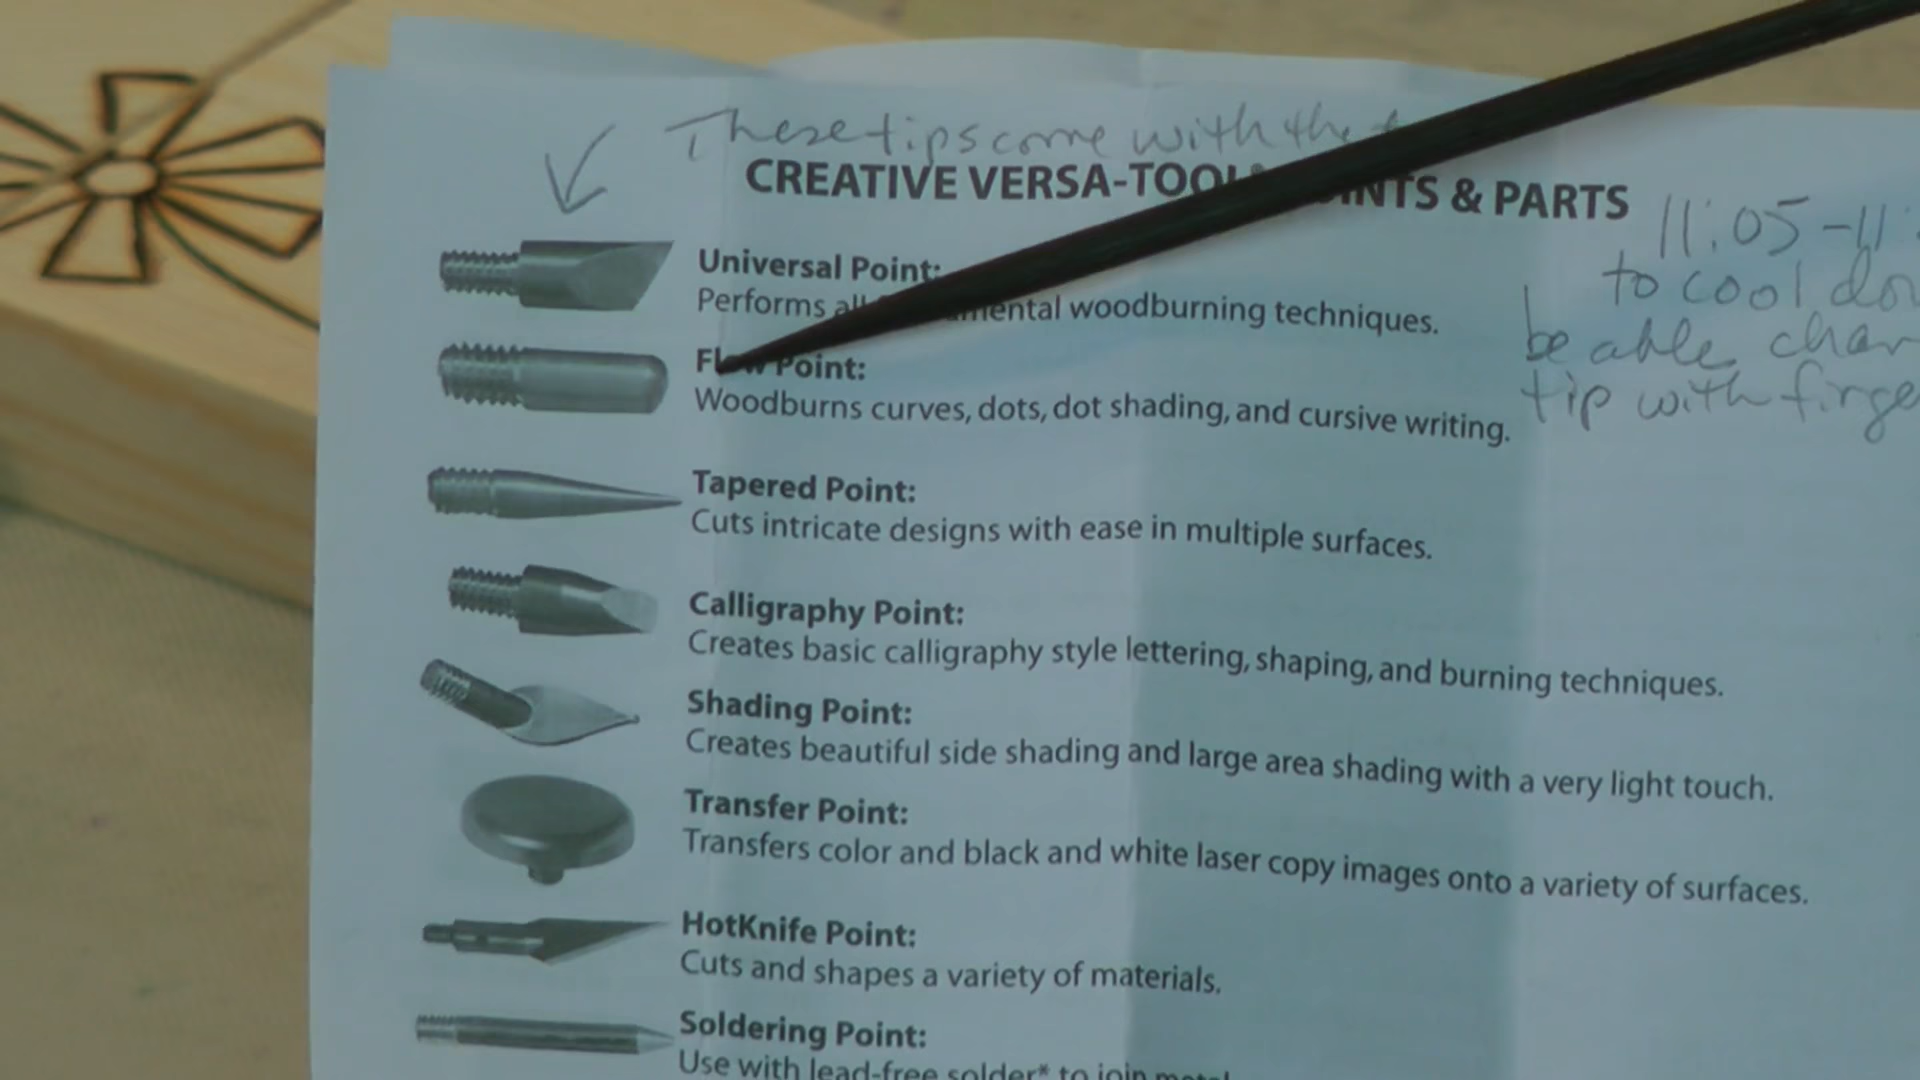 These tips come with the
CREATIVE VERSA-TOOL & PARTS
11:05-11:
to cool
be able
tip with
Universal Point:
Performs all woodburning techniques.
Flow Point:
Woodburns curves, dots, dot shading, and cursive writing.
Tapered Point:
Cuts intricate designs with ease in multiple surfaces.
Calligraphy Point:
Creates basic calligraphy style lettering, shaping, and burning techniques.
Shading Point:
Creates beautiful side shading and large area shading with a very light touch.
Transfer Point:
Transfers color and black and white laser copy images onto a variety of surfaces.
HotKnife Point:
Cuts and shapes a variety of materials.
Soldering Point:
Use with lead-free solder* to join metal